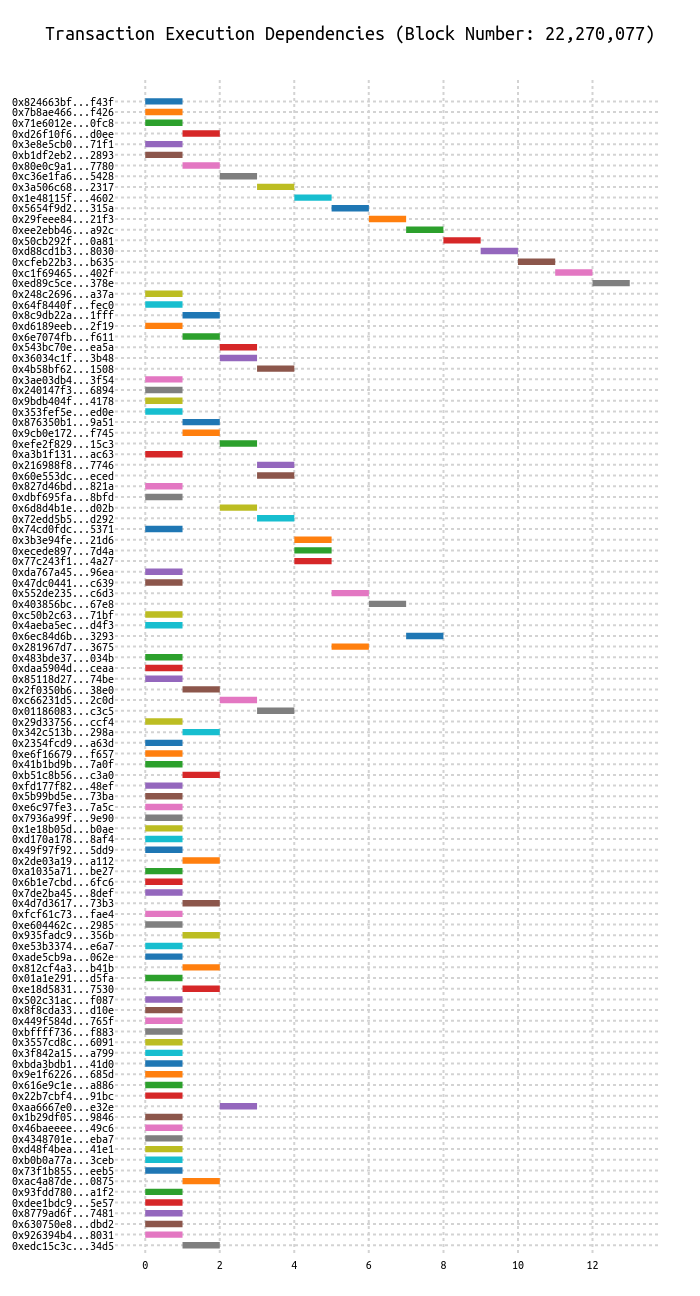 Transaction Execution Dependencies (Block Number: 22,270,077)
0x824663bf...f43f
0x7b8ae466...f426
0x71e6012e...0fc8
0xd26f10f6...d0ee
0x3e8e5cb0...71f1
0xb1df2eb2...2893
0x80e0c9a1...7780
0xc36e1fa6...5428
0x3a506c68...2317
0x1e48115f...4602
0x5654f9d2...315a
0x29feee84...21f3
0xee2ebb46...a92c
0x50cb292f...0a81
0xd88cd1b3...8030
0xcfeb22b3...b635
0xc1f69465...402f
0xed89c5ce...378e
0x248c2696...a37a
0x64f8440f...fec0
0x8c9db22a...1fff
0xd6189eeb...2f19
0x6e7074fb...f611
0x543bc70e...ea5a
0x36034c1f...3b48
0x4b58bf62...1508
0x3ae03db4...3f54
0x240147f3...6894
0x9bdb404f...4178
0x353fef5e...ed0e
0x876350b1...9a51
0x9cb0e172...f745
0xefe2f829...15c3
0xa3b1f131...ac63
0x216988f8...7746
0x60e553dc...eced
0x827d46bd...821a
0xdbf695fa...8bfd
0x6d8d4b1e...d02b
0x72edd5b5...d292
0x74cd0fdc...5371
0x3b3e94fe...21d6
0xecede897...7d4a
0x77c243f1...4a27
0xda767a45...96ea
0x47dc0441...c639
0x552de235...c6d3
0x403856bc...67e8
0xc50b2c63...71bf
0x4aeba5ec...d4f3
0x6ec84d6b...3293
0x281967d7...3675
0x483bde37...034b
0xdaa5904d...ceaa
0x85118d27...74be
0x2f0350b6...38e0
0xc66231d5...2c0d
0x01186083...c3c5
0x29d33756...ccf4
0x342c513b...298a
0x2354fcd9...a63d
0xe6f16679...f657
0x41b1bd9b...7a0f
0xb51c8b56...c3a0
0xfd177f82...48ef
0x5b99bd5e...73ba
0xe6c97fe3...7a5c
0x7936a99f...9e90
0x1e18b05d...b0ae
0xd170a178...8af4
0x49f97f92...5dd9
0x2de03a19...a112
0xa1035a71...be27
0x6b1e7cbd...6fc6
0x7de2ba45...8def
0x4d7d3617...73b3
0xfcf61c73...fae4
0xe604462c...2985
0x935fadc9...356b
0xe53b3374...e6a7
0xade5cb9a...062e
0x812cf4a3...b41b
0x01a1e291...d5fa
0xe18d5831...7530
0x502c31ac...f087
0x8f8cda33...d10e
0x449f584d...765f
0xbffff736...f883
0x3557cd8c...6091
0x3f842a15...a799
0xbda3bdb1...41d0
0x9e1f6226...685d
0x616e9c1e...a886
0x22b7cbf4...91bc
0xaa6667e0...e32e
0x1b29df05...9846
0x46baeeee...49c6
0x4348701e...eba7
0xd48f4bea...41e1
0xb0b0a77a...3ceb
0x73f1b855...eeb5
0xac4a87de...0875
0x93fdd780...a1f2
0xdee1bdc9...5e57
0x8779ad6f...7481
0x630750e8...dbd2
0x926394b4...8031
0xedc15c3c...34d5
0 2 4 6 8 10 12